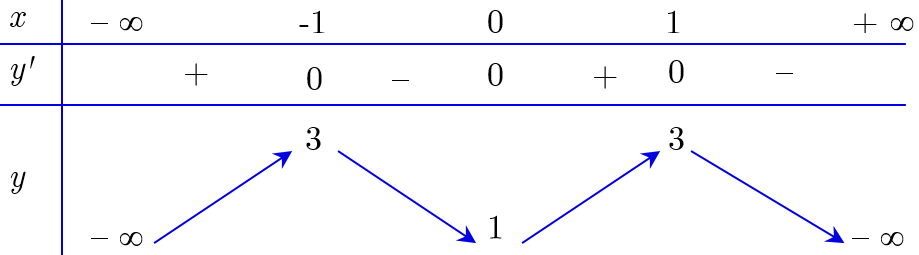 x – ∞ -1 0 1 + ∞
y′ + 0 – 0 + 0 –
3 3
y
– ∞ 1 – ∞